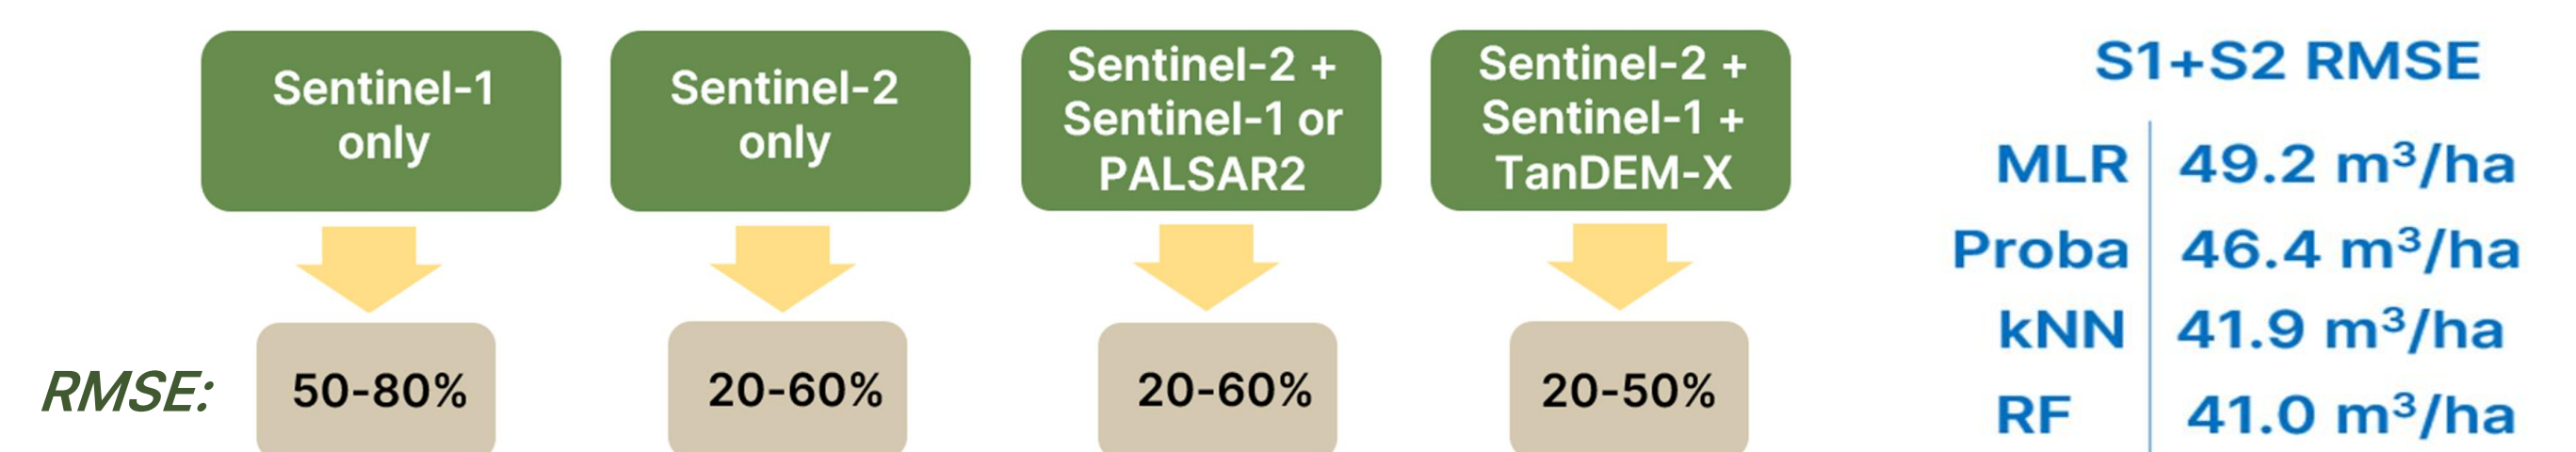 Sentinel-1
only
Sentinel-2
only
Sentinel-2 +
Sentinel-1 or
PALSAR2
Sentinel-2 +
Sentinel-1 +
TanDEM-X
RMSE:
50-80%
20-60%
20-60%
20-50%
S1+S2 RMSE
MLR 49.2 m³/ha
Proba 46.4 m³/ha
kNN 41.9 m³/ha
RF 41.0 m³/ha